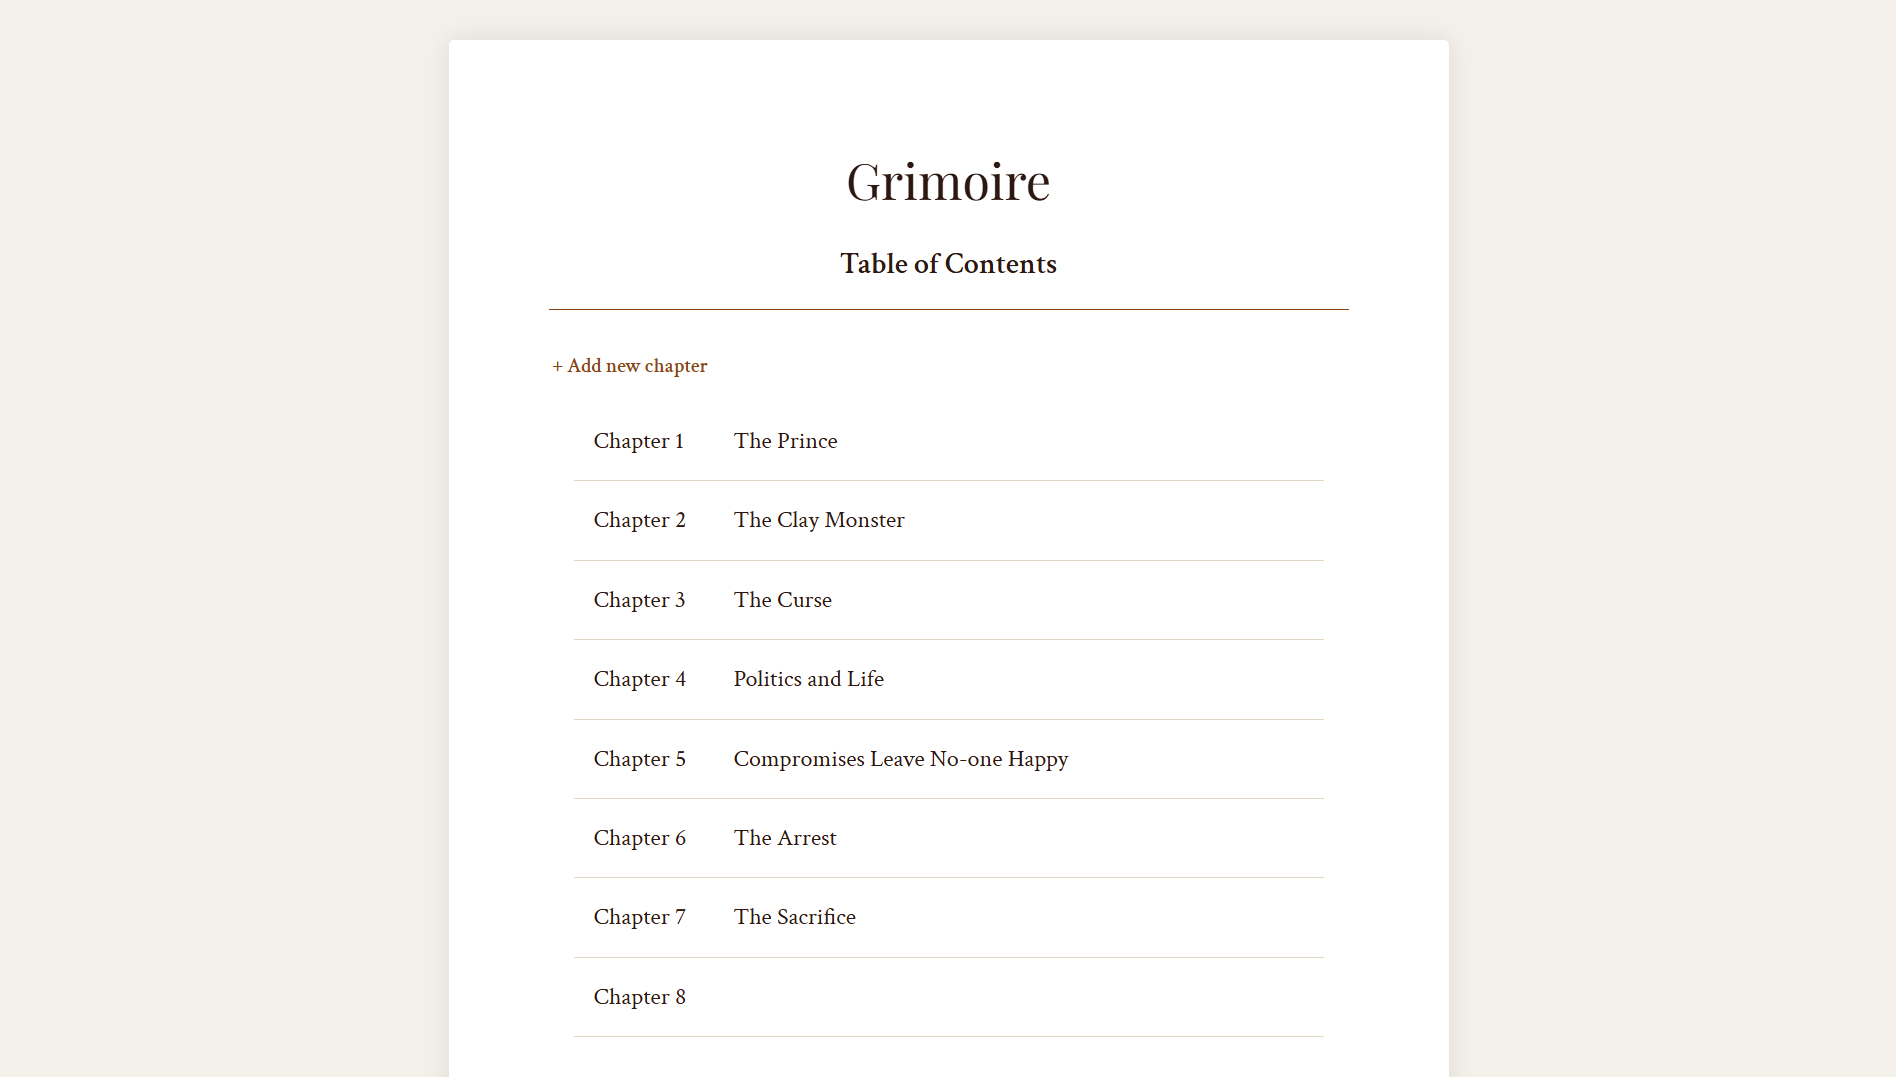 Grimoire
Table of Contents
+ Add new chapter
Chapter 1 The Prince
Chapter 2 The Clay Monster
Chapter 3 The Curse
Chapter 4 Politics and Life
Chapter 5 Compromises Leave No-one Happy
Chapter 6 The Arrest
Chapter 7 The Sacrifice
Chapter 8